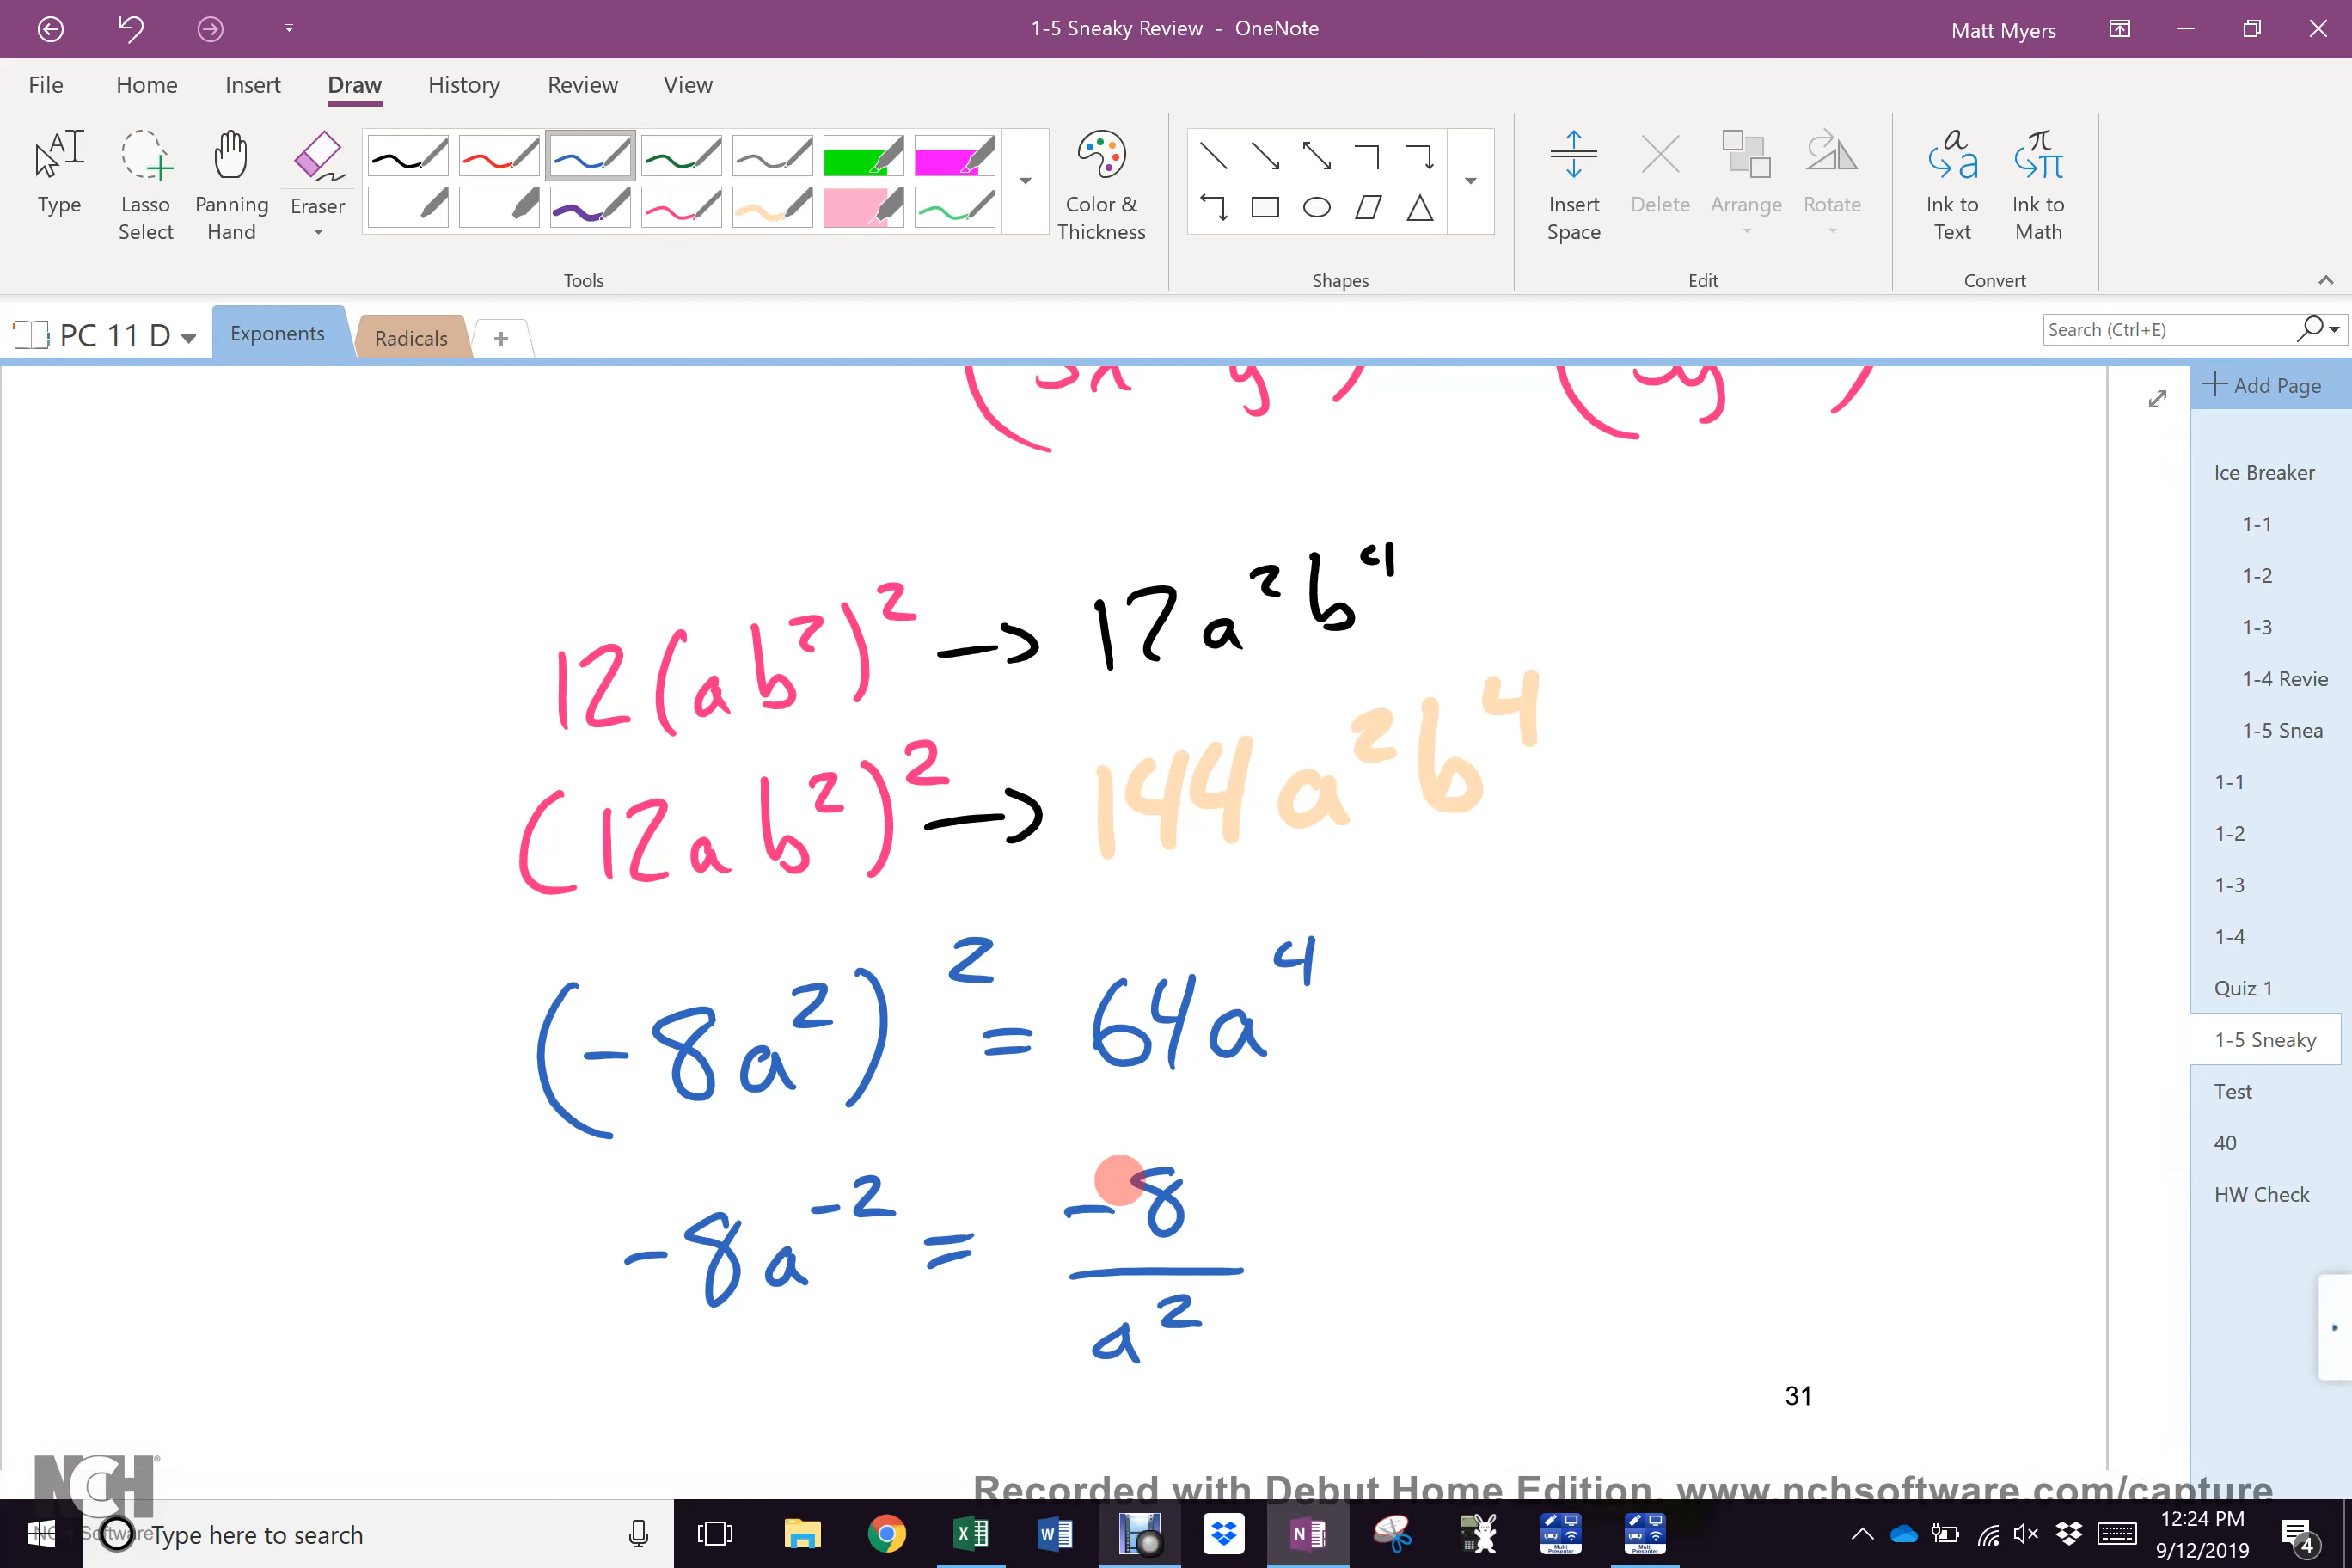 1-5 Sneaky Review - OneNote
Matt Myers
File Home Insert Draw History Review View
Type
Lasso Select
Panning Hand
Eraser
Color & Thickness
Insert Space
Delete
Arrange
Rotate
Ink to Text
Ink to Math
Tools
Shapes
Edit
Convert
PC 11 D
Exponents
Radicals
Search (Ctrl+E)
Add Page
Ice Breaker
1-1
1-2
1-3
1-4 Revie
1-5 Snea
1-1
1-2
1-3
1-4
Quiz 1
1-5 Sneaky
Test
40
HW Check
12(ab²)² → 12a²b⁴
(12ab²)² → 144a²b⁴
(-8a²)² = 64a⁴
-8a⁻² = -8
a²
31
NCH
NCH Software
Recorded with Debut Home Edition. www.nchsoftware.com/capture
Type here to search
12:24 PM
9/12/2019
4